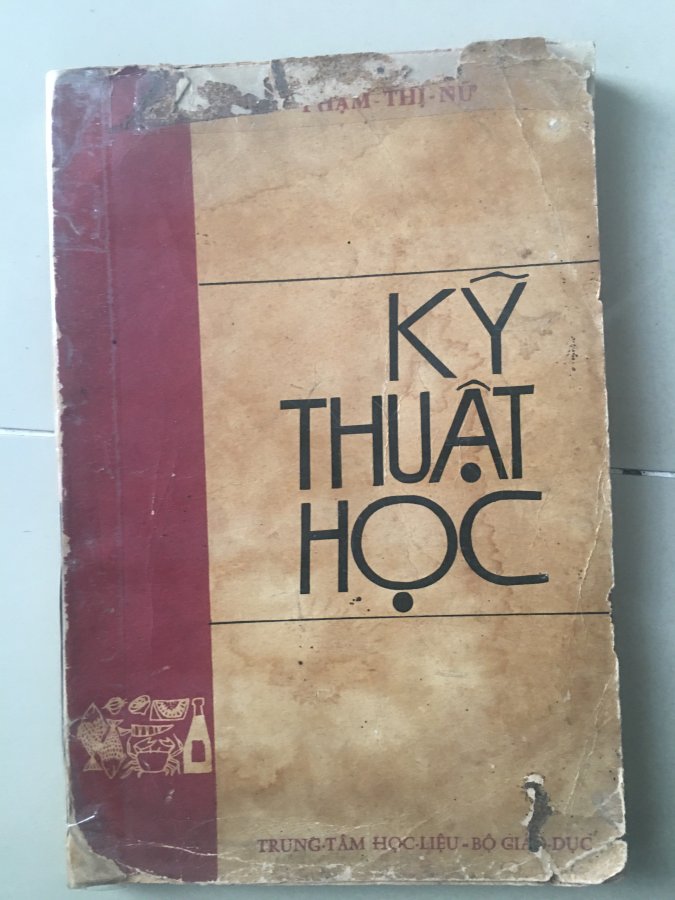 PHẠM-THỊ-NỮ
KỸ
THUẬT
HỌC
TRUNG-TÂM HỌC-LIỆU - BỘ GIÁO-DỤC